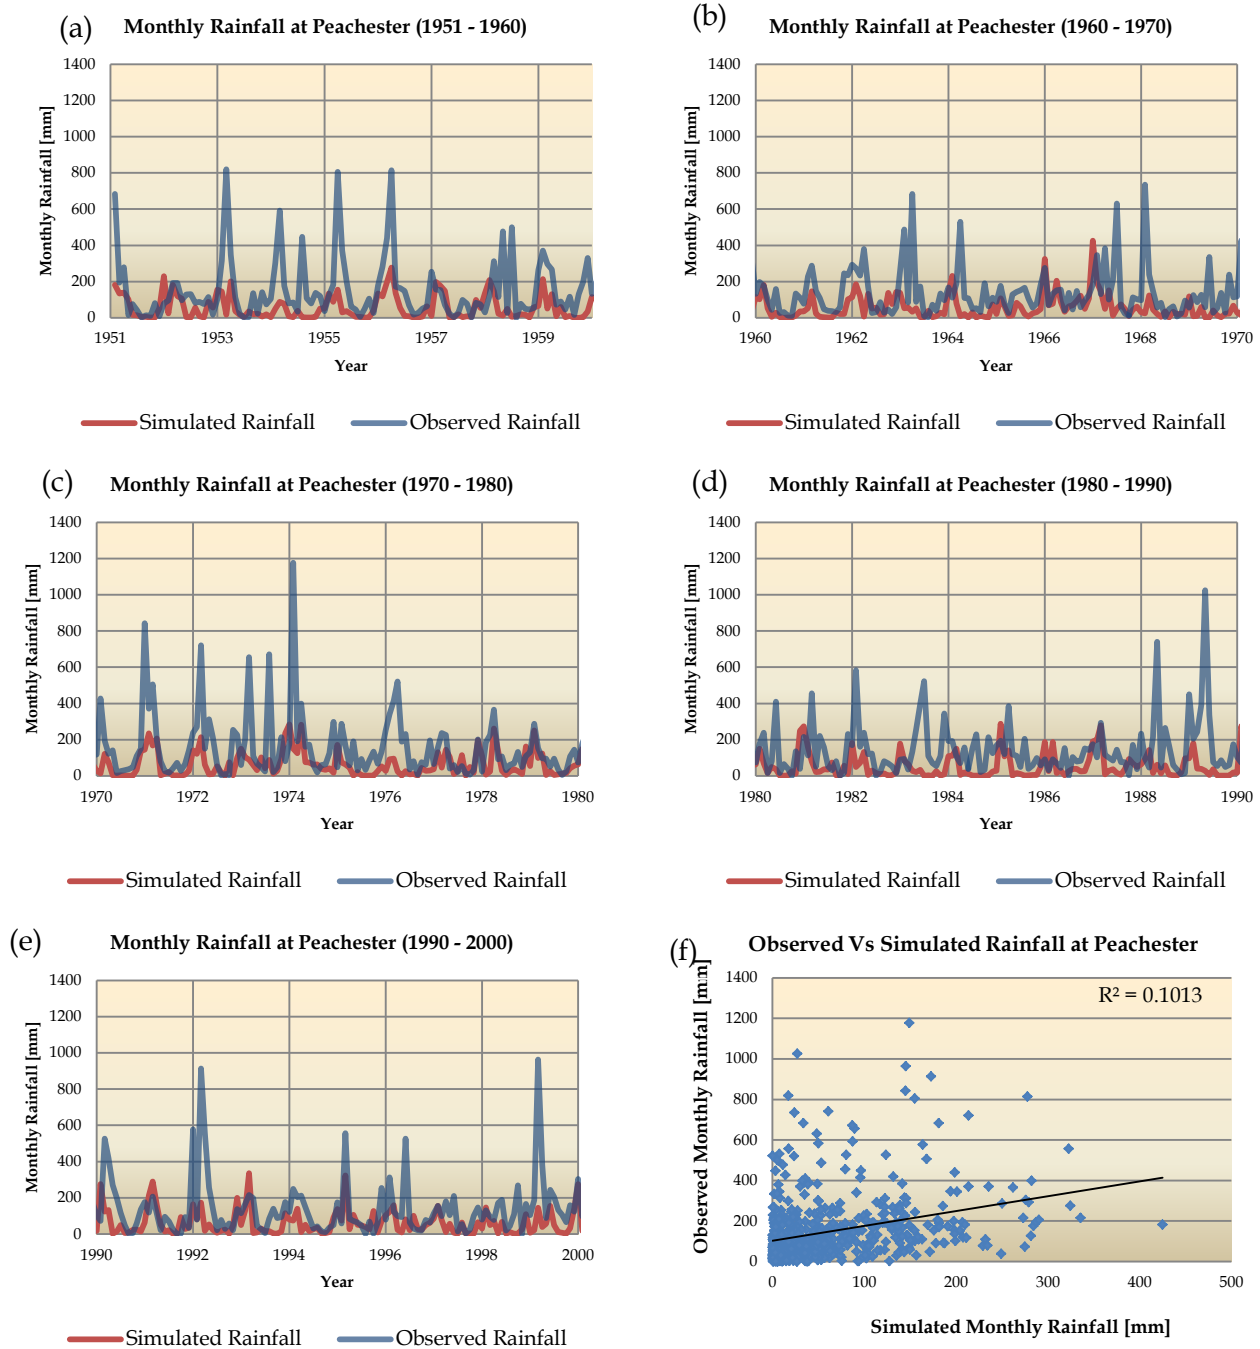 (a) Monthly Rainfall at Peachester (1951 - 1960)
Monthly Rainfall [mm]
1400
1200
1000
800
600
400
200
0
1951 1953 1955 1957 1959
Year
Simulated Rainfall Observed Rainfall
(b) Monthly Rainfall at Peachester (1960 - 1970)
Monthly Rainfall [mm]
1400
1200
1000
800
600
400
200
0
1960 1962 1964 1966 1968 1970
Year
Simulated Rainfall Observed Rainfall
(c) Monthly Rainfall at Peachester (1970 - 1980)
Monthly Rainfall [mm]
1400
1200
1000
800
600
400
200
0
1970 1972 1974 1976 1978 1980
Year
Simulated Rainfall Observed Rainfall
(d) Monthly Rainfall at Peachester (1980 - 1990)
Monthly Rainfall [mm]
1400
1200
1000
800
600
400
200
0
1980 1982 1984 1986 1988 1990
Year
Simulated Rainfall Observed Rainfall
(e) Monthly Rainfall at Peachester (1990 - 2000)
Monthly Rainfall [mm]
1400
1200
1000
800
600
400
200
0
1990 1992 1994 1996 1998 2000
Year
Simulated Rainfall Observed Rainfall
(f) Observed Vs Simulated Rainfall at Peachester
Observed Monthly Rainfall [mm]
1400
1200
1000
800
600
400
200
0
R² = 0.1013
0 100 200 300 400 500
Simulated Monthly Rainfall [mm]